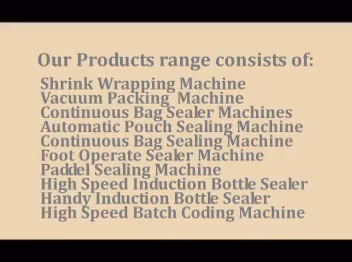 Our Products range consists of:
Shrink Wrapping Machine
Vacuum Packing Machine
Continuous Bag Sealer Machines
Automatic Pouch Sealing Machine
Continuous Bag Sealing Machine
Foot Operate Sealer Machine
Paddel Sealing Machine
High Speed Induction Bottle Sealer
Handy Induction Bottle Sealer
High Speed Batch Coding Machine